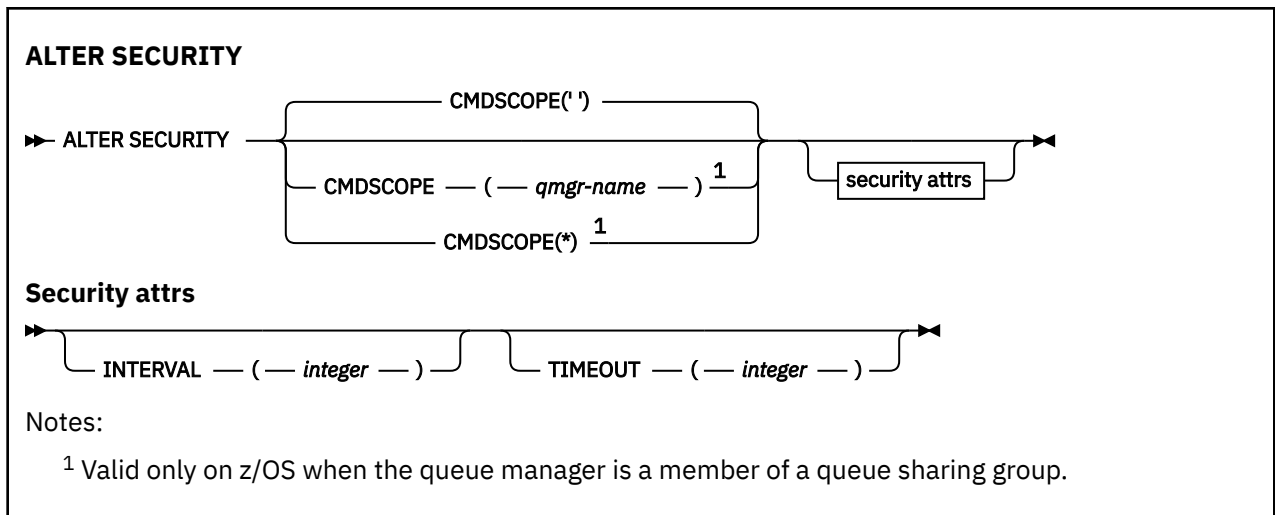 ALTER SECURITY
CMDSCOPE(' ')
ALTER SECURITY
CMDSCOPE ( qmgr-name ) 1
security attrs
CMDSCOPE(*) 1
Security attrs
INTERVAL ( integer ) TIMEOUT ( integer )
Notes:
1 Valid only on z/OS when the queue manager is a member of a queue sharing group.